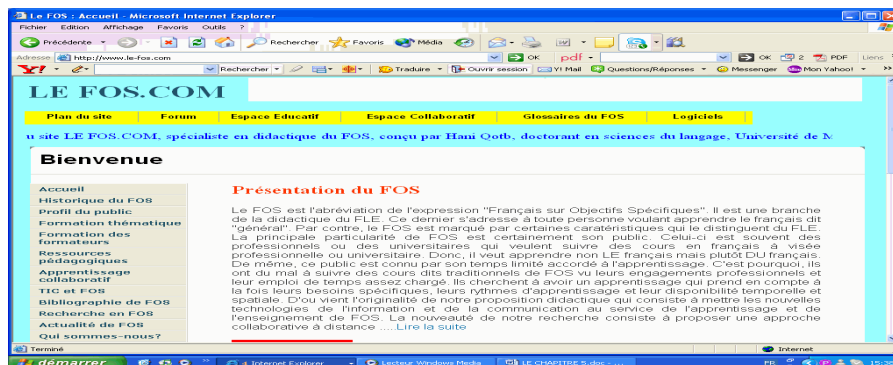 Le FOS : Accueil - Microsoft Internet Explorer
Fichier Edition Affichage Favoris Outils ?
Précédente Rechercher Favoris Média
Adresse http://www.le-fos.com OK pdf OK 2 PDF Liens
Y! Rechercher Traduire Ouvrir session Y! Mail Questions/Réponses Messenger Mon Yahoo!
LE FOS.COM
Plan du site Forum Espace Educatif Espace Collaboratif Glossaires du FOS Logiciels
u site LE FOS.COM, spécialiste en didactique du FOS, conçu par Hani Qotb, doctorant en sciences du langage, Université de M
Bienvenue
Accueil
Historique du FOS
Profil du public
Formation thématique
Formation des
formateurs
Ressources
pédagogiques
Apprentissage
collaboratif
TIC et FOS
Bibliographie de FOS
Recherche en FOS
Actualité de FOS
Qui sommes-nous?
Présentation du FOS
Le FOS est l'abréviation de l'expression "Français sur Objectifs Spécifiques". Il est une branche
de la didactique du FLE. Ce dernier s'adresse à toute personne voulant apprendre le français dit
"général". Par contre, le FOS est marqué par certaines caratéristiques qui le distinguent du FLE.
La principale particularité de FOS est certainement son public. Celui-ci est souvent des
professionnels ou des universitaires qui veulent suivre des cours en français à visée
professionnelle ou universitaire. Donc, il veut apprendre non LE français mais plutôt DU français.
De même, ce public est connu par son temps limité accordé à l'apprentissage. C'est pourquoi, ils
ont du mal à suivre des cours dits traditionnels de FOS vu leurs engagements professionnels et
leur emploi de temps assez chargé. Ils cherchent à avoir un apprentissage qui prend en compte à
la fois leurs besoins spécifiques, leurs rythmes d'apprentissage et leur disponibilité temporelle et
spatiale. D'ou vient l'originalité de notre proposition didactique qui consiste à mettre les nouvelles
technologies de l'information et de la communication au service de l'apprentissage et de
l'enseignement de FOS. La nouveauté de notre recherche consiste à proposer une approche
collaborative à distance .....Lire la suite
Terminé Internet
démarrer 4 Internet Explorer Lecteur Windows Media LE CHAPITRE 5.doc - ... FR